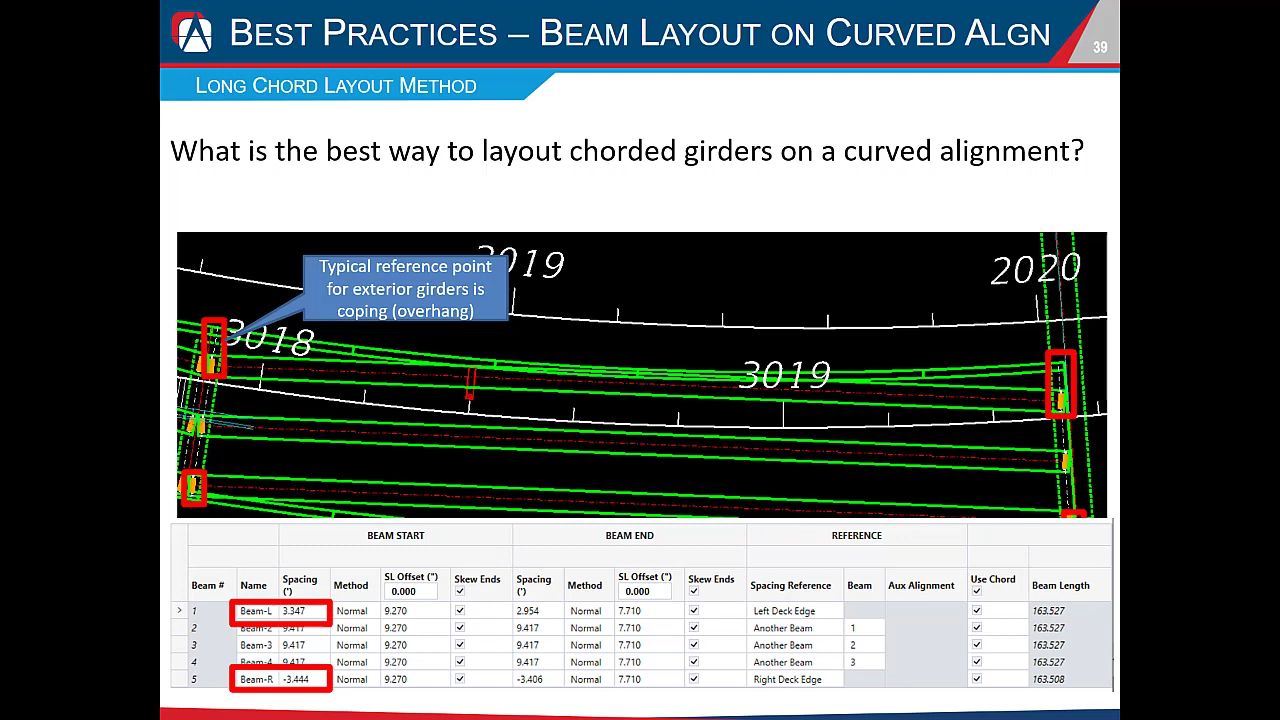 BEST PRACTICES – BEAM LAYOUT ON CURVED ALGN
39
LONG CHORD LAYOUT METHOD
What is the best way to layout chorded girders on a curved alignment?
3019
2020
Typical reference point
for exterior girders is
coping (overhang)
3018
3019
BEAM START BEAM END REFERENCE
Beam # Name Spacing (') Method SL Offset (") Skew Ends Spacing (') Method SL Offset (") Skew Ends Spacing Reference Beam Aux Alignment Use Chord Beam Length
0.000 0.000
1 Beam-L 3.347 Normal 9.270 2.954 Normal 7.710 Left Deck Edge 163.527
2 Beam-2 9.417 Normal 9.270 9.417 Normal 7.710 Another Beam 1 163.527
3 Beam-3 9.417 Normal 9.270 9.417 Normal 7.710 Another Beam 2 163.527
4 Beam-4 9.417 Normal 9.270 9.417 Normal 7.710 Another Beam 3 163.527
5 Beam-R -3.444 Normal 9.270 -3.406 Normal 7.710 Right Deck Edge 163.508